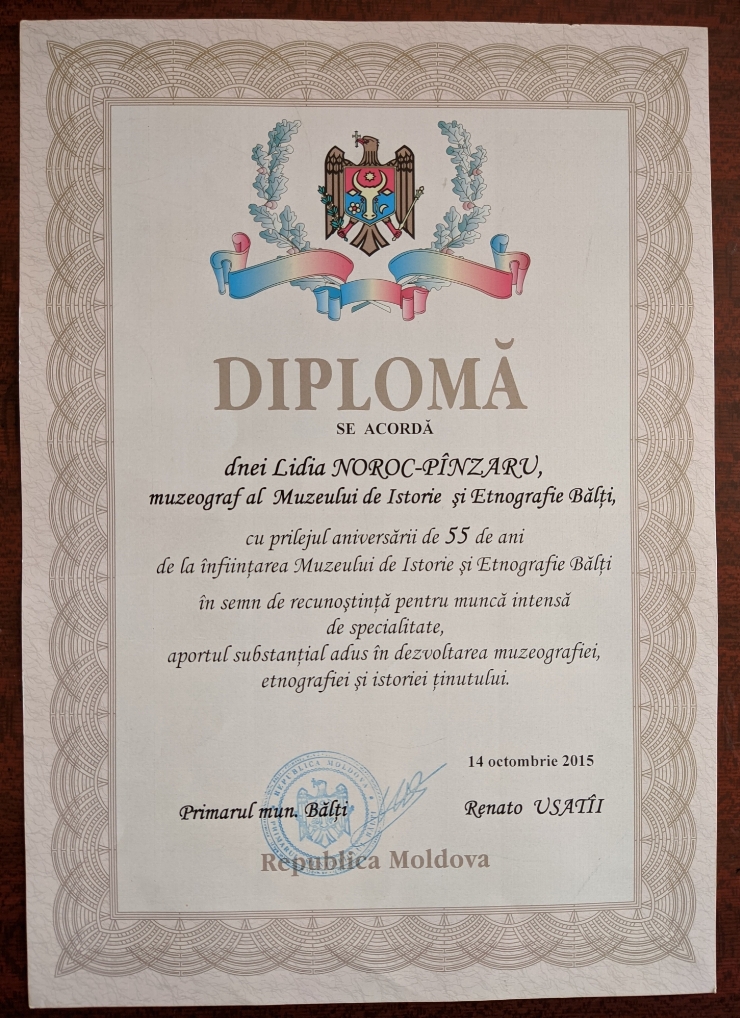 DIPLOMĂ
SE ACORDĂ
dnei Lidia NOROC-PÎNZARU,
muzeograf al Muzeului de Istorie și Etnografie Bălți,
cu prilejul aniversării de 55 de ani
de la înființarea Muzeului de Istorie și Etnografie Bălți
în semn de recunoștință pentru muncă intensă
de specialitate,
aportul substanțial adus în dezvoltarea muzeografiei,
etnografiei și istoriei ținutului.
14 octombrie 2015
Primarul mun. Bălți
Renato USATÎI
REPUBLICA MOLDOVA
Republica Moldova